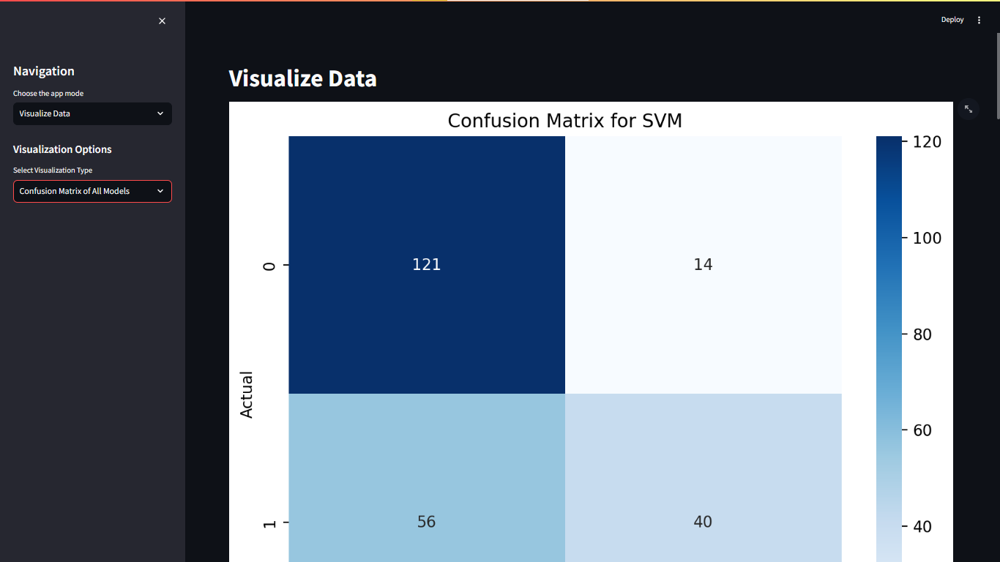 Deploy
Navigation
Choose the app mode
Visualize Data
Visualization Options
Select Visualization Type
Confusion Matrix of All Models
Visualize Data
Confusion Matrix for SVM
120
100
0
121
14
80
Actual
60
1
56
40
40